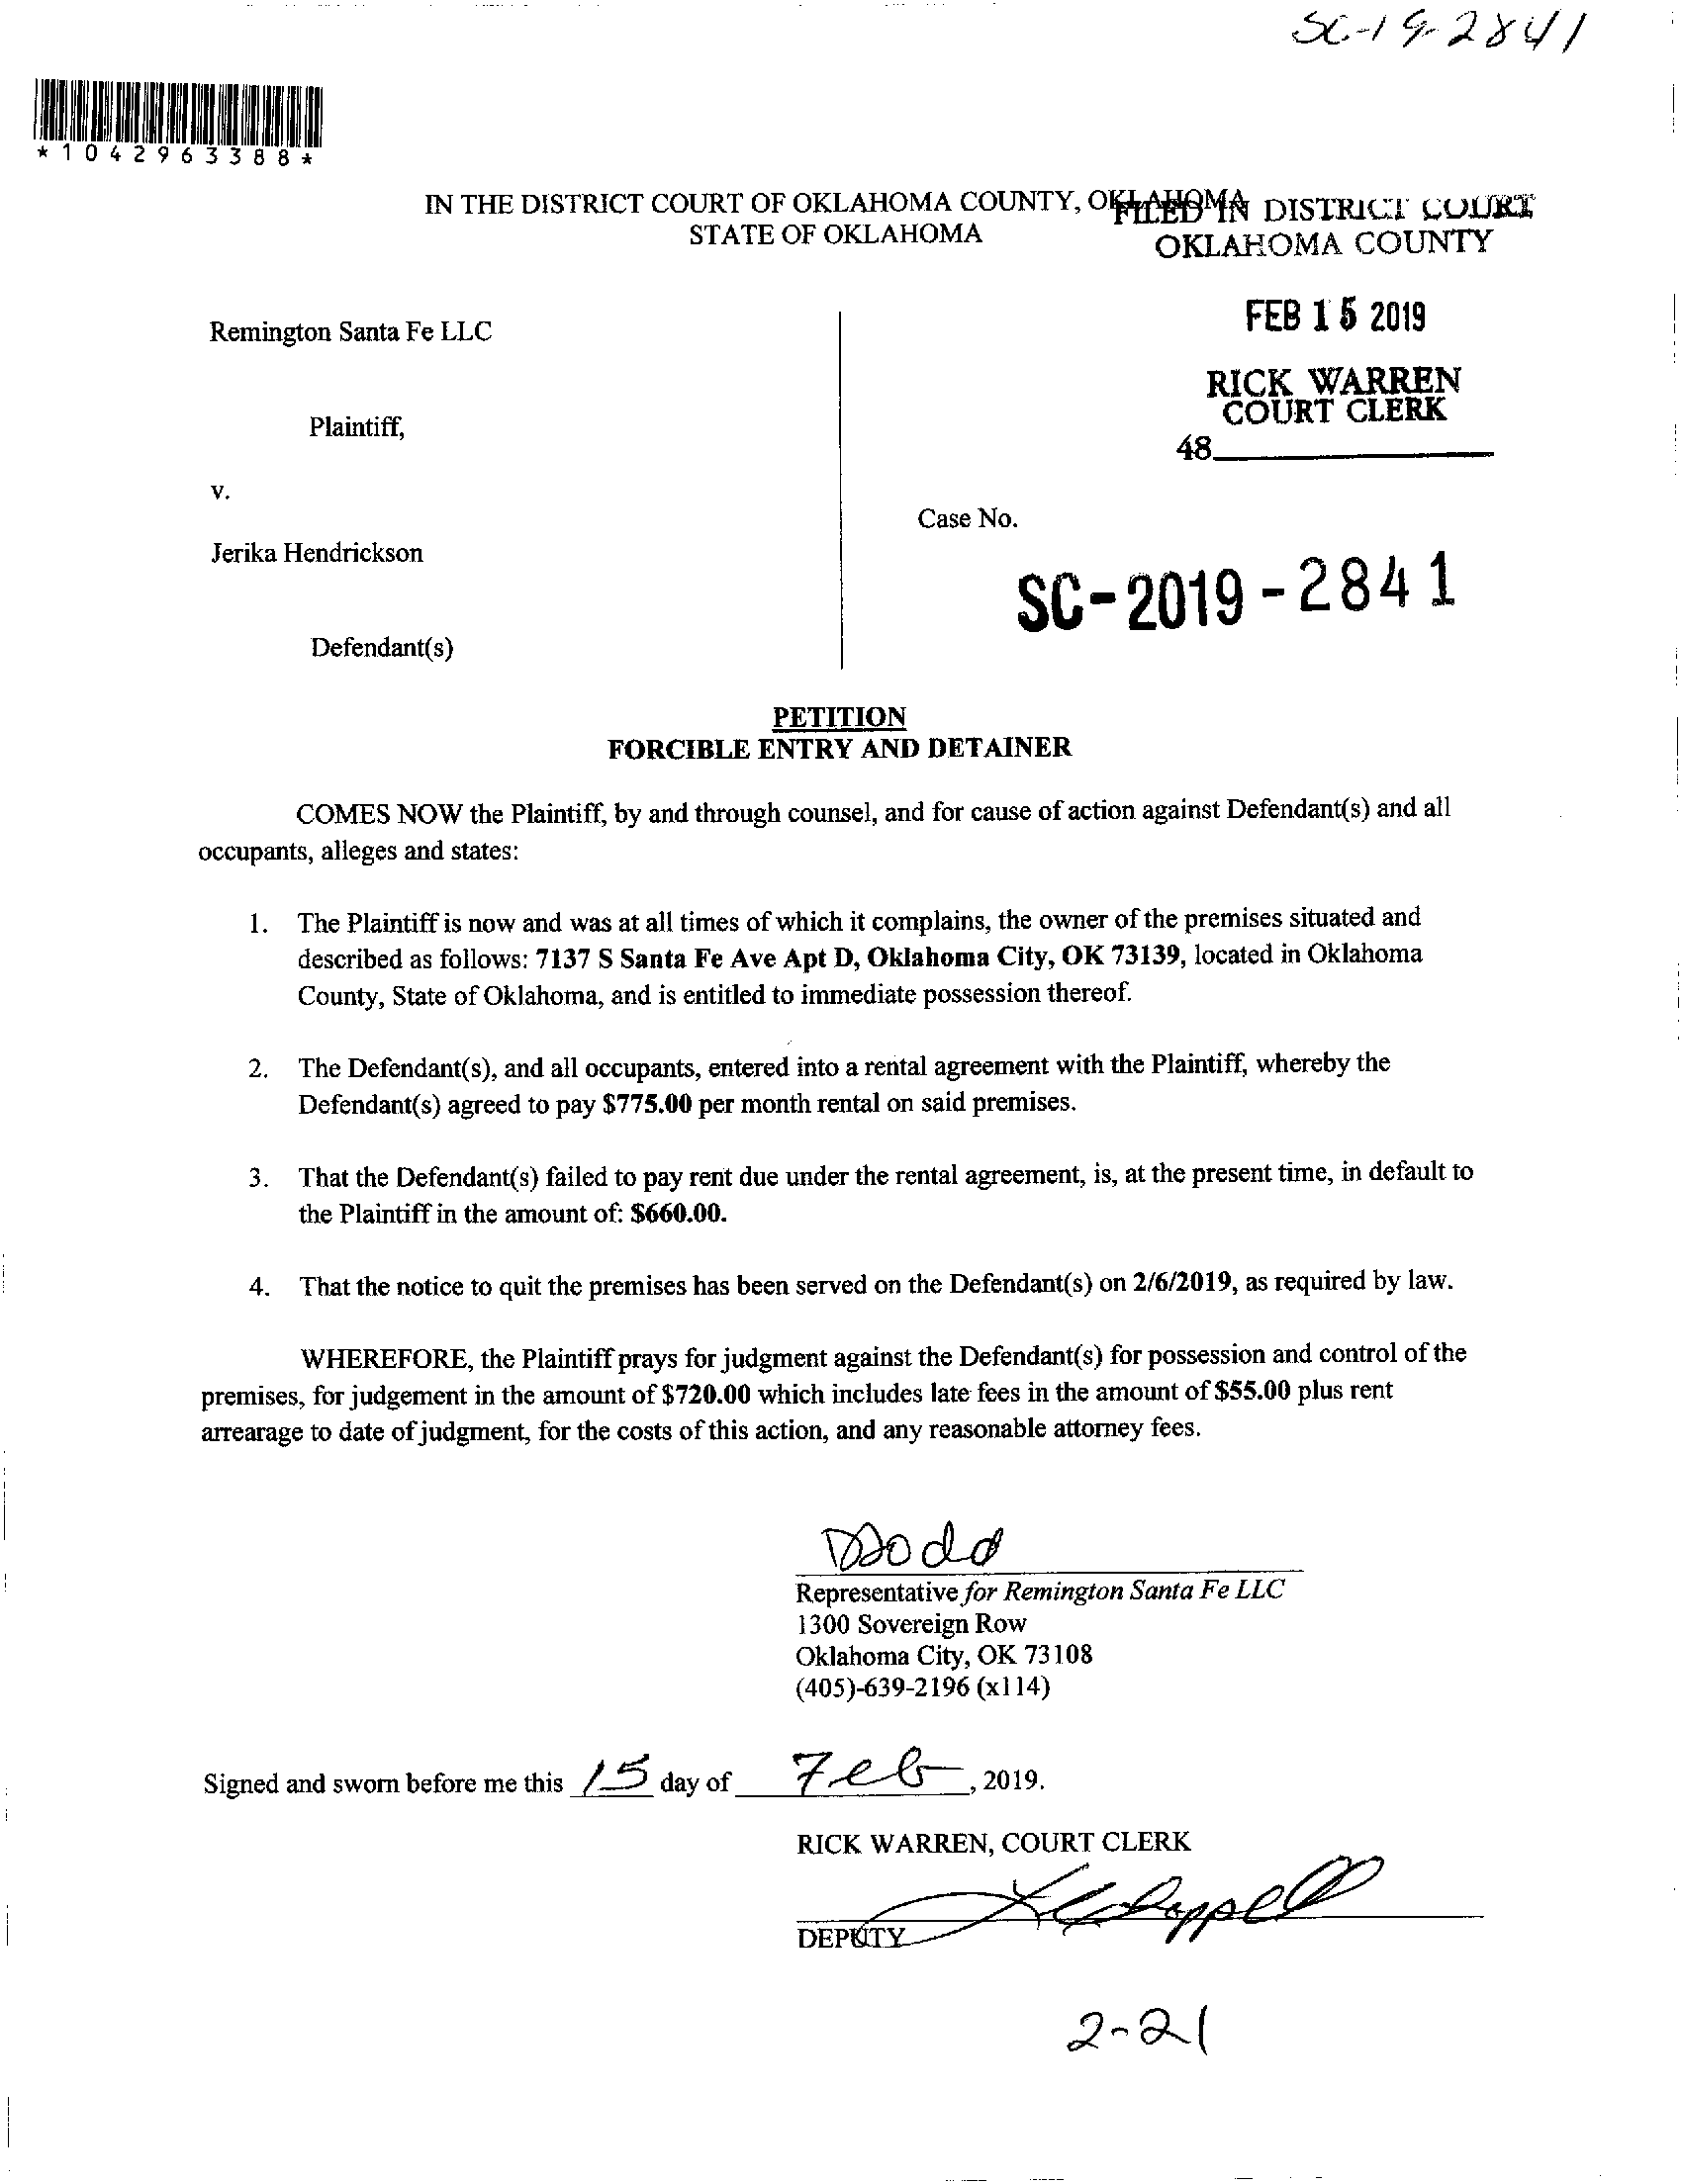 SC-19-2841
*1042963388*
IN THE DISTRICT COURT OF OKLAHOMA COUNTY, OKLAHOMA
STATE OF OKLAHOMA
FILED IN DISTRICT COURT
OKLAHOMA COUNTY
FEB 15 2019
RICK WARREN
COURT CLERK
48
Remington Santa Fe LLC
Plaintiff,
v.
Jerika Hendrickson
Defendant(s)
Case No.
SC-2019-2841
PETITION
FORCIBLE ENTRY AND DETAINER
COMES NOW the Plaintiff, by and through counsel, and for cause of action against Defendant(s) and all
occupants, alleges and states:
1. The Plaintiff is now and was at all times of which it complains, the owner of the premises situated and
described as follows: 7137 S Santa Fe Ave Apt D, Oklahoma City, OK 73139, located in Oklahoma
County, State of Oklahoma, and is entitled to immediate possession thereof.
2. The Defendant(s), and all occupants, entered into a rental agreement with the Plaintiff, whereby the
Defendant(s) agreed to pay $775.00 per month rental on said premises.
3. That the Defendant(s) failed to pay rent due under the rental agreement, is, at the present time, in default to
the Plaintiff in the amount of: $660.00.
4. That the notice to quit the premises has been served on the Defendant(s) on 2/6/2019, as required by law.
WHEREFORE, the Plaintiff prays for judgment against the Defendant(s) for possession and control of the
premises, for judgement in the amount of $720.00 which includes late fees in the amount of $55.00 plus rent
arrearage to date of judgment, for the costs of this action, and any reasonable attorney fees.
Representative for Remington Santa Fe LLC
1300 Sovereign Row
Oklahoma City, OK 73108
(405)-639-2196 (x114)
Signed and sworn before me this 15 day of Feb, 2019.
RICK WARREN, COURT CLERK
DEPUTY
2-21